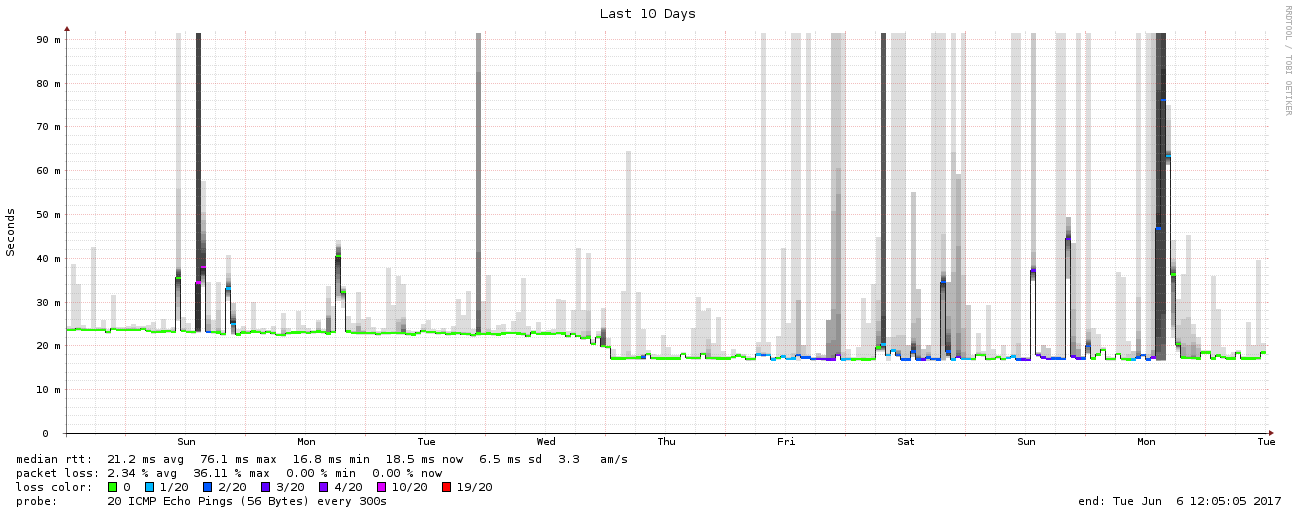 Last 10 Days
RRDTOOL / TOBI OETIKER
Seconds
90 m
80 m
70 m
60 m
50 m
40 m
30 m
20 m
10 m
0
Sun Mon Tue Wed Thu Fri Sat Sun Mon Tue
median rtt: 21.2 ms avg 76.1 ms max 16.8 ms min 18.5 ms now 6.5 ms sd 3.3 am/s
packet loss: 2.34 % avg 36.11 % max 0.00 % min 0.00 % now
loss color: 0 1/20 2/20 3/20 4/20 10/20 19/20
probe: 20 ICMP Echo Pings (56 Bytes) every 300s end: Tue Jun 6 12:05:05 2017